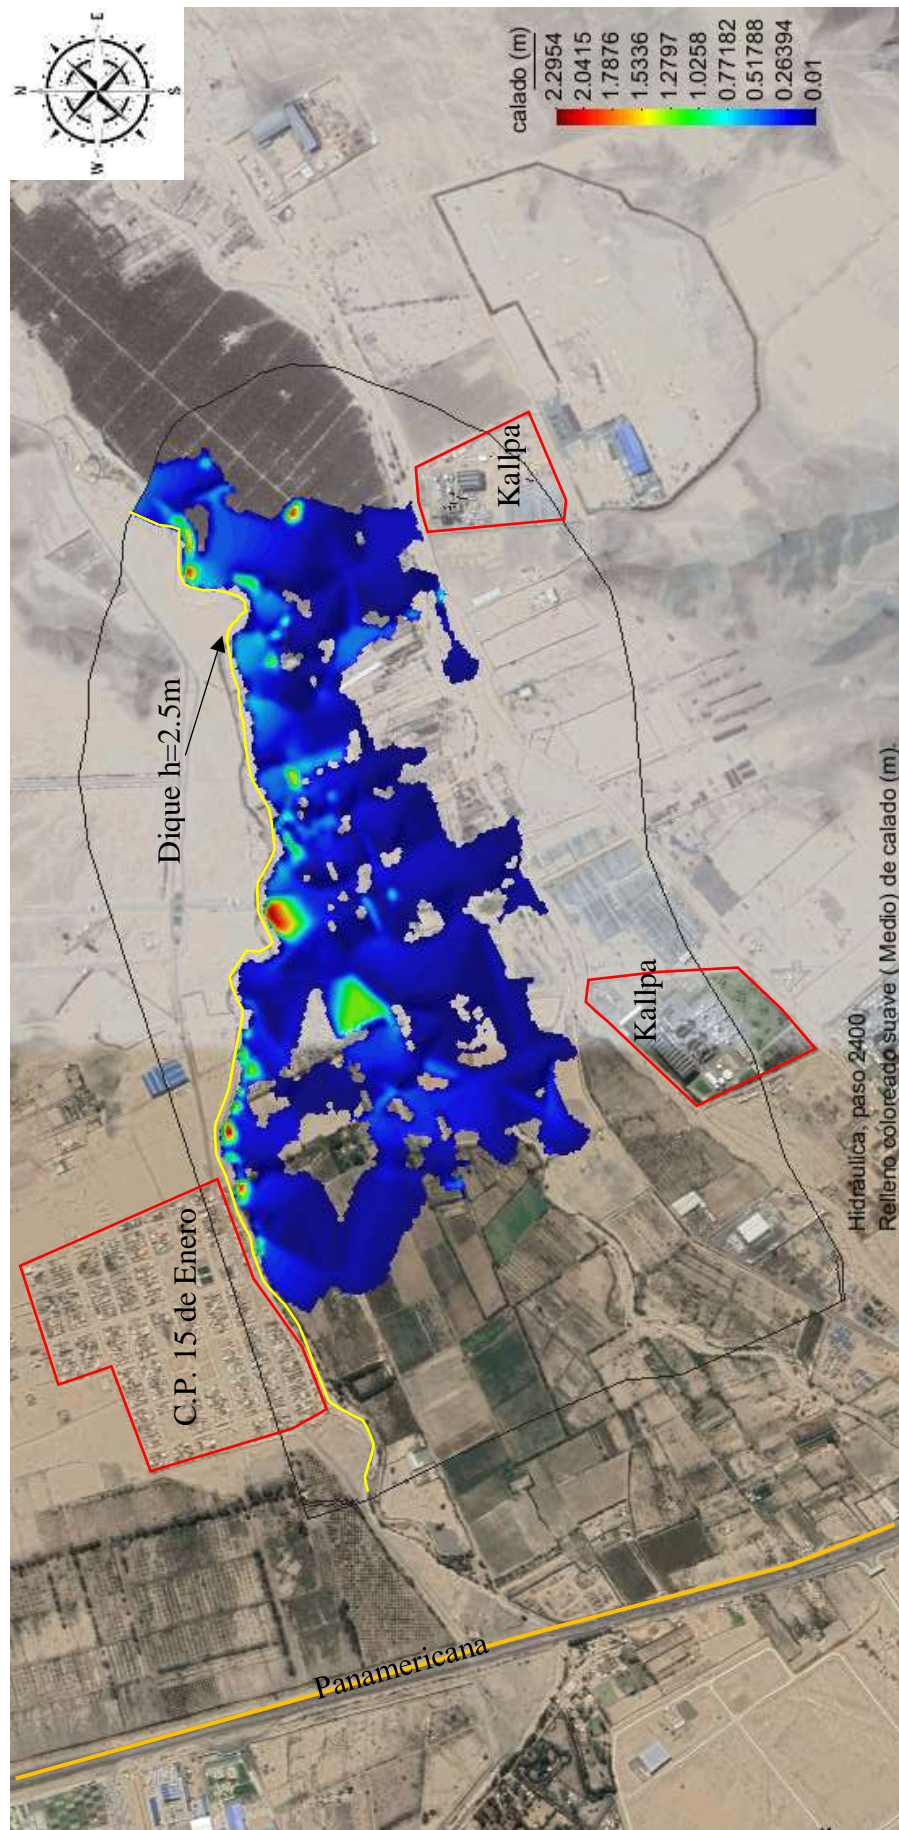 N
E
S
W
calado (m)
2.2954
2.0415
1.7876
1.5336
1.2797
1.0258
0.77182
0.51788
0.26394
0.01
Kallpa
Dique h=2.5m
Kallpa
C.P. 15 de Enero
Panamericana
Hidraulica, paso 2400
Relleno coloreado suave ( Medio) de calado (m).